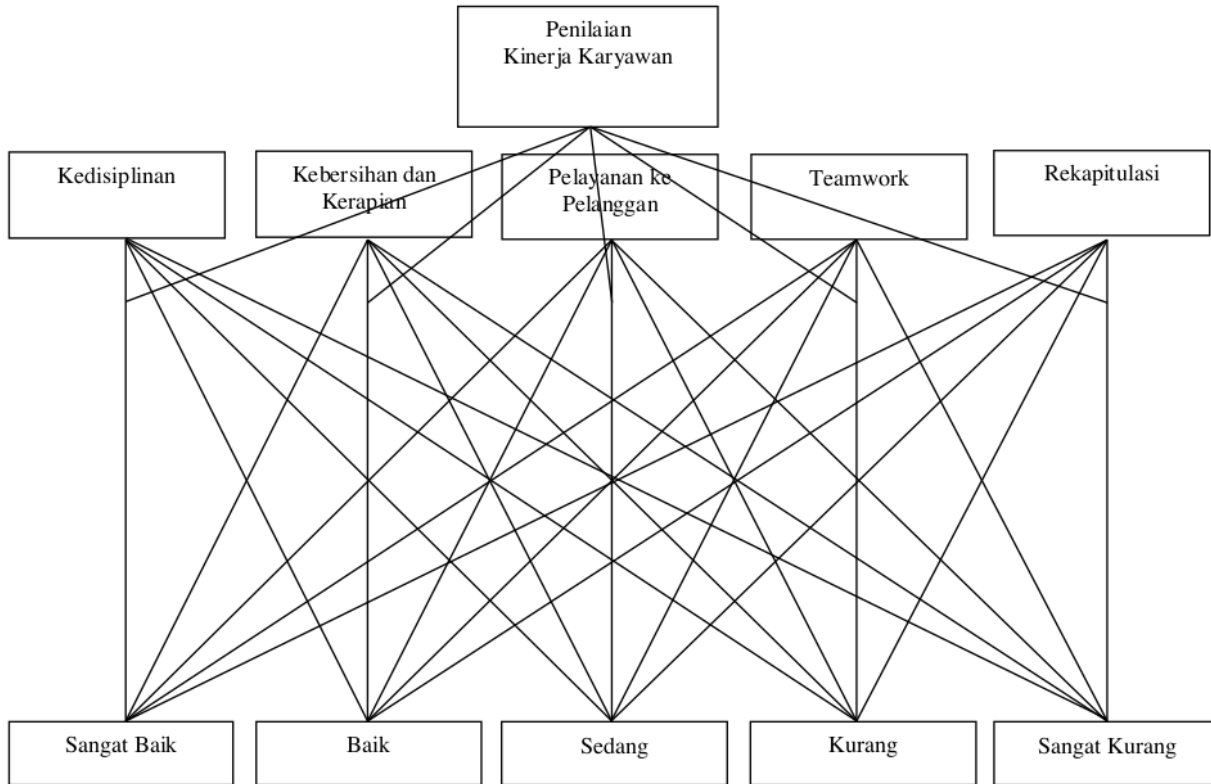 Penilaian
Kinerja Karyawan
Kedisiplinan
Kebersihan dan
Kerapian
Pelayanan ke
Pelanggan
Teamwork
Rekapitulasi
Sangat Baik
Baik
Sedang
Kurang
Sangat Kurang